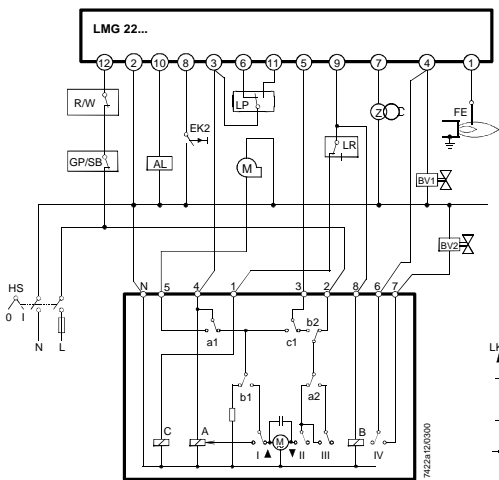 LMG 22...
12 2 10 8 3 6 11 5 9 7 4 1
R/W
LP
EK2
Z
FE
GP/SB
AL
M
LR
BV1
BV2
HS
0 I
N L
N 5 4 1 3 2 8 6 7
a1 c1 b2
b1 a2
C A I M II III B IV
7422a12/0300